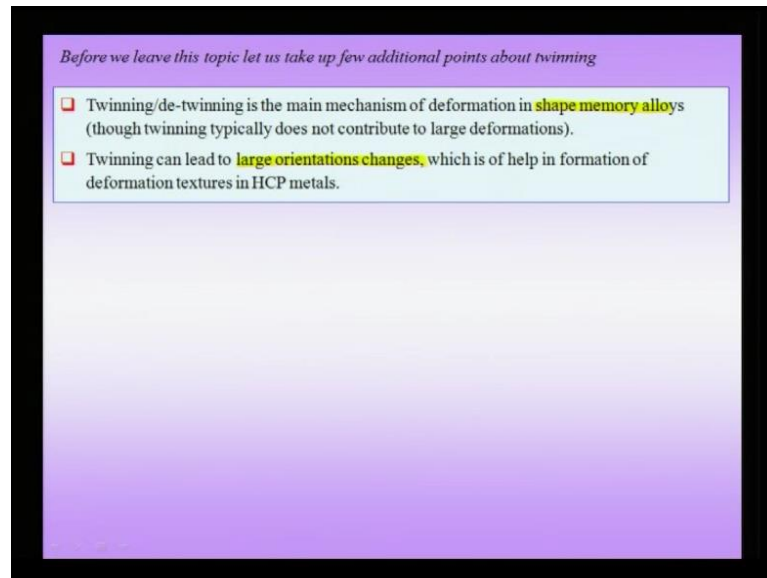 Before we leave this topic let us take up few additional points about twinning
Twinning/de-twinning is the main mechanism of deformation in shape memory alloys
(though twinning typically does not contribute to large deformations).
Twinning can lead to large orientations changes, which is of help in formation of
deformation textures in HCP metals.